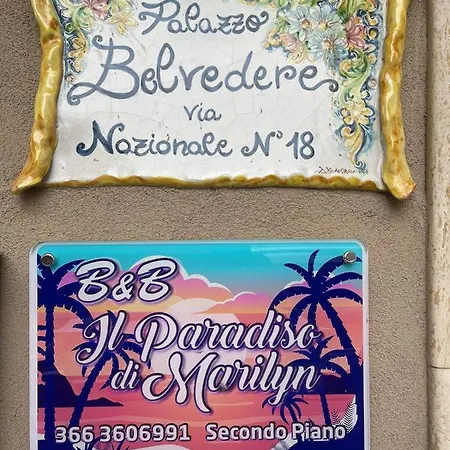 Palazzo
Belvedere
via
Nazionale N° 18
B&B
Il Paradiso
di Marilyn
366 3606991 Secondo Piano